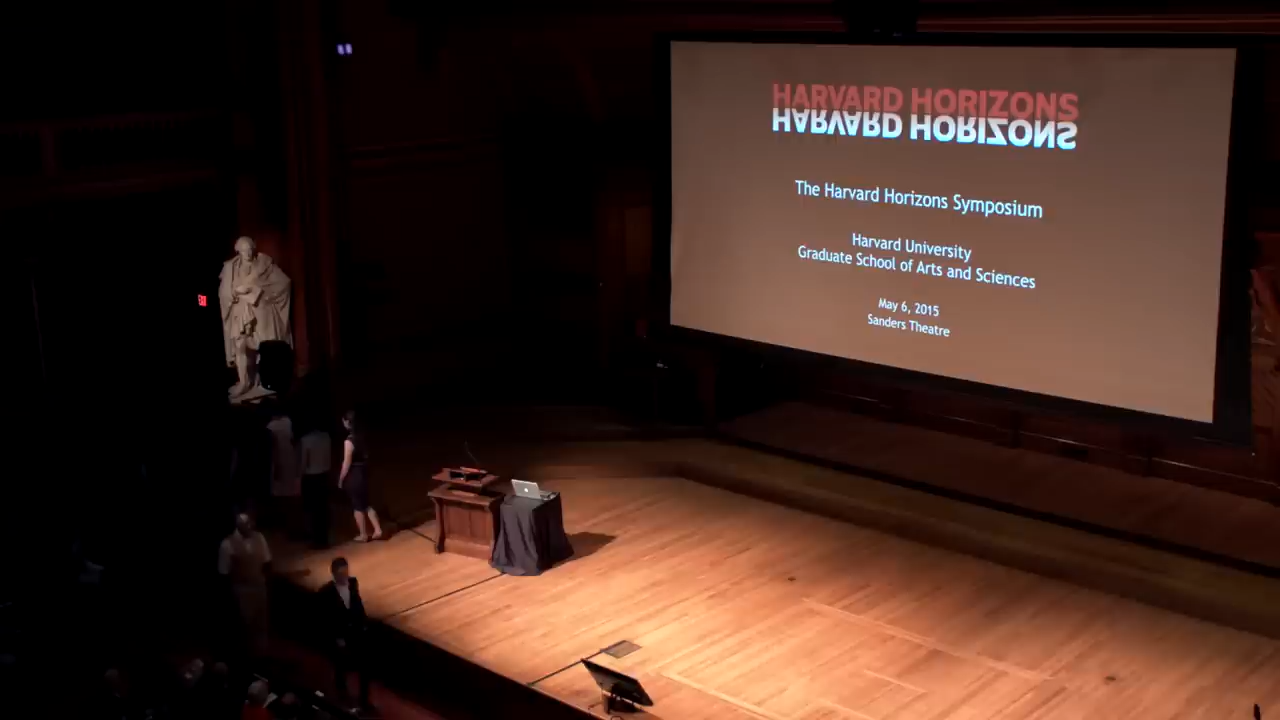 HARVARD HORIZONS
HARVARD HORIZONS
The Harvard Horizons Symposium
Harvard University
Graduate School of Arts and Sciences
May 6, 2015
Sanders Theatre